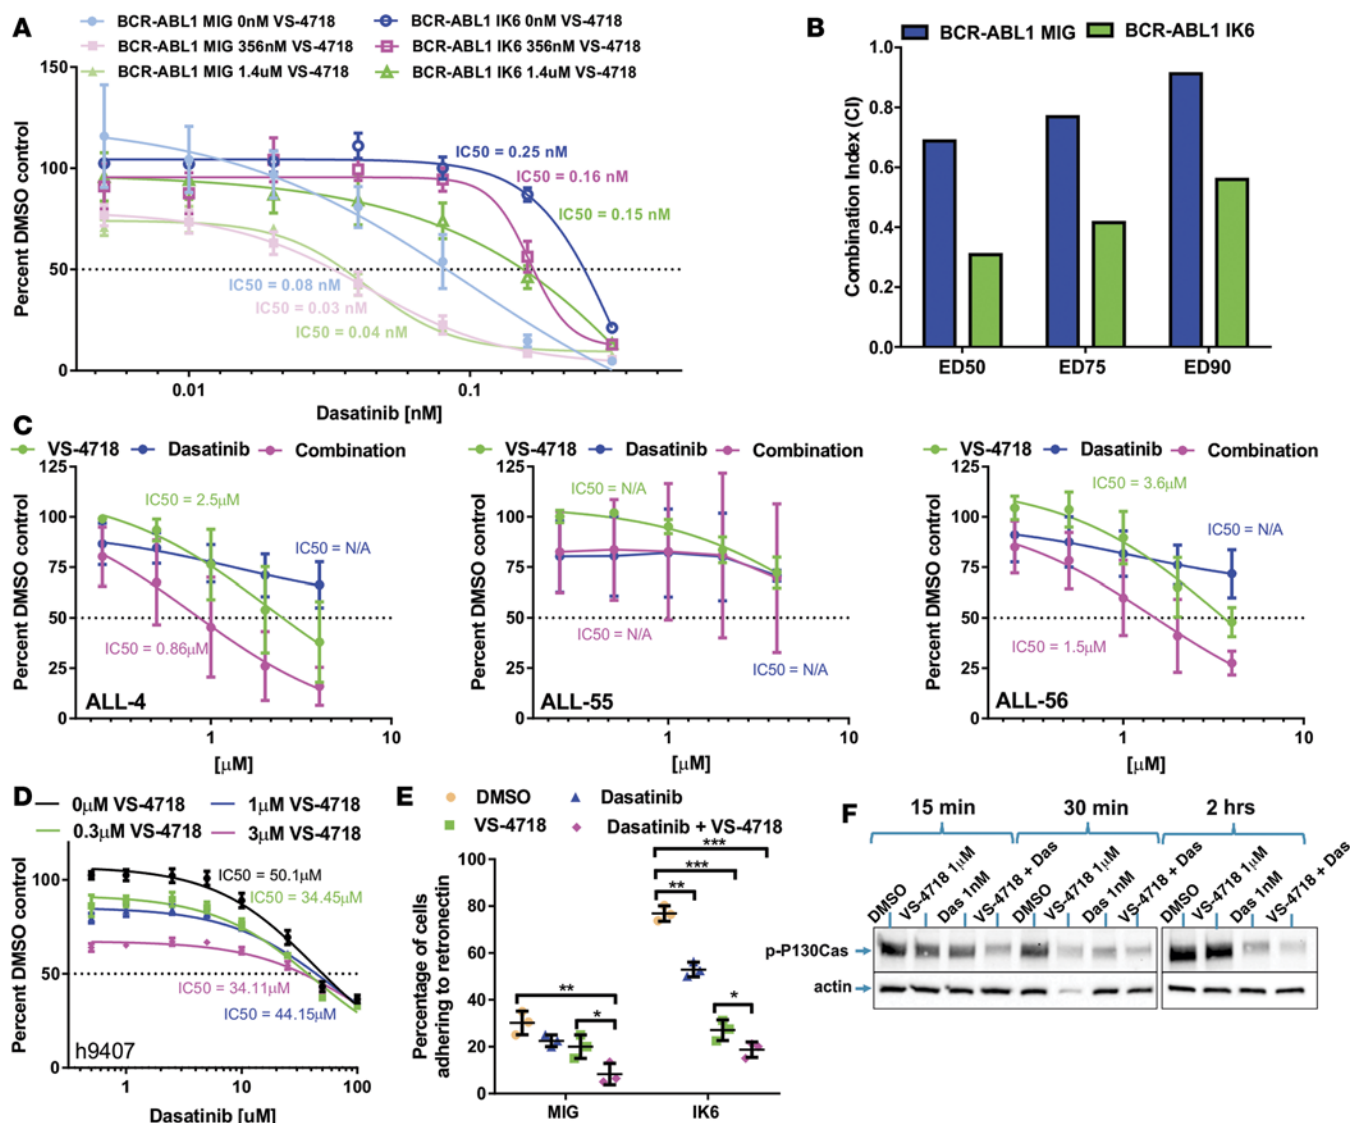 A
BCR-ABL1 MIG 0nM VS-4718
BCR-ABL1 IK6 0nM VS-4718
BCR-ABL1 MIG 356nM VS-4718
BCR-ABL1 IK6 356nM VS-4718
BCR-ABL1 MIG 1.4uM VS-4718
BCR-ABL1 IK6 1.4uM VS-4718
Percent DMSO control
150
100
50
0
IC50 = 0.25 nM
IC50 = 0.16 nM
IC50 = 0.15 nM
IC50 = 0.08 nM
IC50 = 0.03 nM
IC50 = 0.04 nM
0.01 0.1
Dasatinib [nM]
B
BCR-ABL1 MIG BCR-ABL1 IK6
Combination Index (CI)
1.0
0.8
0.6
0.4
0.2
0.0
ED50 ED75 ED90
C
VS-4718 Dasatinib Combination
Percent DMSO control
125
100
75
50
25
0
IC50 = 2.5µM
IC50 = N/A
IC50 = 0.86µM
ALL-4
1 10
[µM]
VS-4718 Dasatinib Combination
Percent DMSO control
125
100
75
50
25
0
IC50 = N/A
IC50 = N/A
IC50 = N/A
ALL-55
1 10
[µM]
VS-4718 Dasatinib Combination
Percent DMSO control
125
100
75
50
25
0
IC50 = 3.6µM
IC50 = N/A
IC50 = 1.5µM
ALL-56
1 10
[µM]
D
0µM VS-4718 1µM VS-4718
0.3µM VS-4718 3µM VS-4718
Percent DMSO control
100
50
0
IC50 = 50.1µM
IC50 = 34.45µM
IC50 = 34.11µM
IC50 = 44.15µM
h9407
1 10 100
Dasatinib [uM]
E
DMSO Dasatinib
VS-4718 Dasatinib + VS-4718
Percentage of cells
adhering to retronectin
100
80
60
40
20
0
**
*
***
***
**
*
MIG IK6
F
15 min 30 min 2 hrs
DMSO
VS-4718 1µM
Das 1nM
VS-4718 + Das
DMSO
VS-4718 1µM
Das 1nM
VS-4718 + Das
DMSO
VS-4718 1µM
Das 1nM
VS-4718 + Das
p-P130Cas
actin